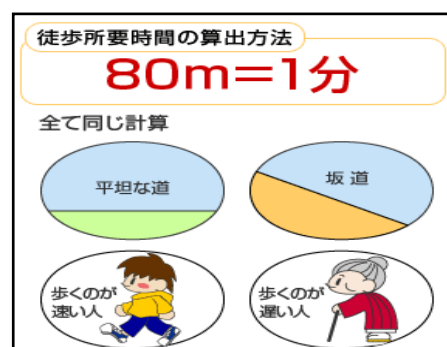 徒歩所要時間の算出方法
80m=1分
全て同じ計算
平坦な道
坂道
歩くのが
速い人
歩くのが
遅い人